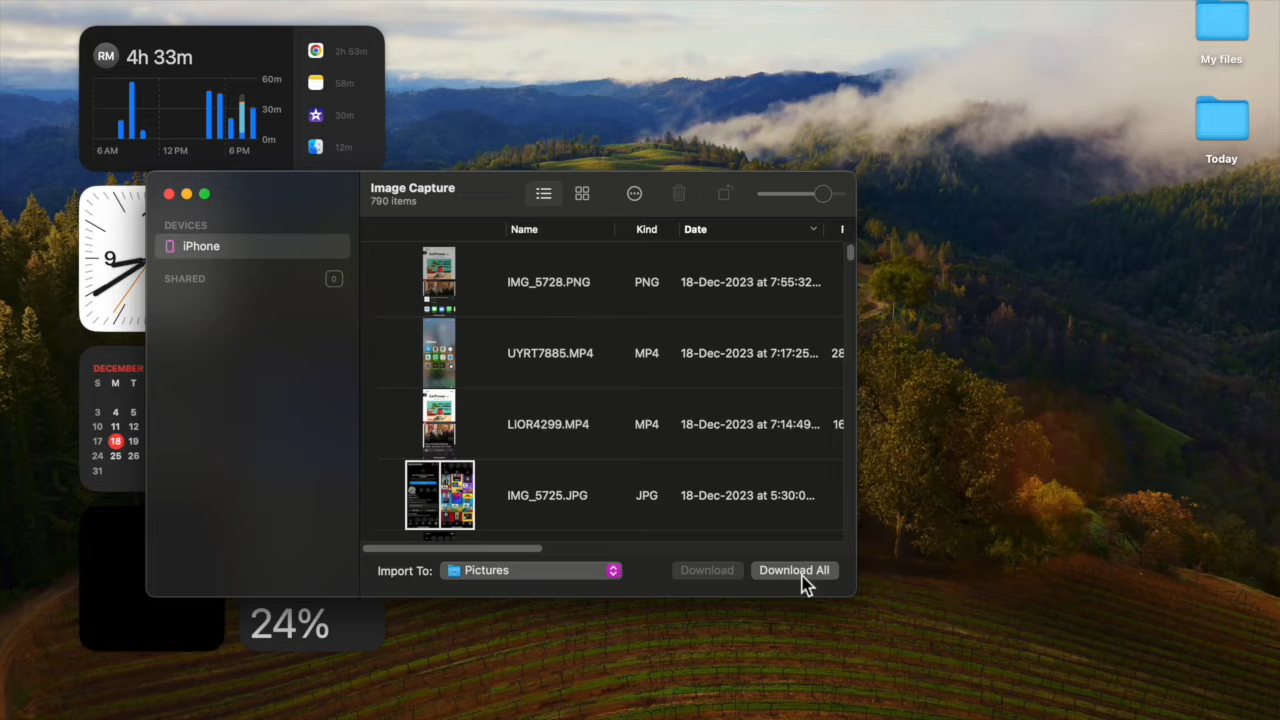 RM 4h 33m
60m
30m
0m
6 AM 12 PM 6 PM
2h 53m
58m
30m
12m
My files
Today
9
DECEMBER
S M T
3 4 5
10 11 12
17 18 19
24 25 26
31
24%
DEVICES
iPhone
SHARED 0
Image Capture
790 items
Name Kind Date
IMG_5728.PNG PNG 18-Dec-2023 at 7:55:32...
UYRT7885.MP4 MP4 18-Dec-2023 at 7:17:25... 28
LIOR4299.MP4 MP4 18-Dec-2023 at 7:14:49... 16
IMG_5725.JPG JPG 18-Dec-2023 at 5:30:0...
Import To: Pictures Download Download All